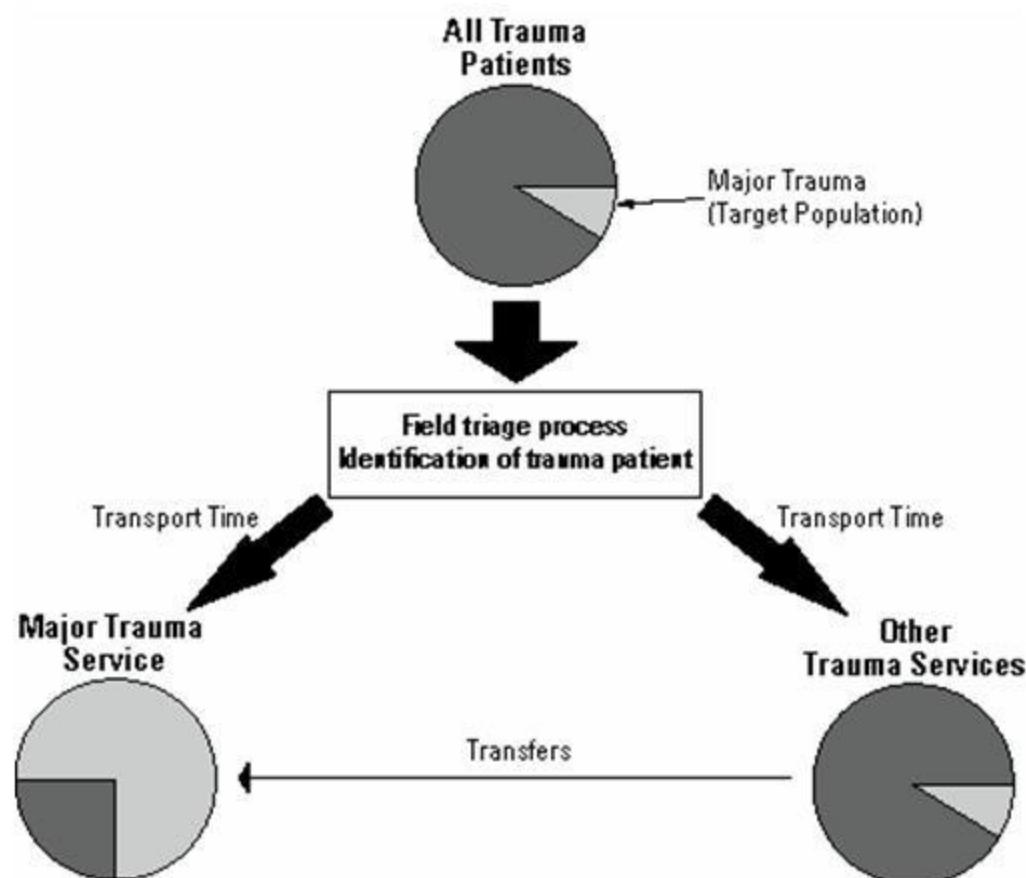 All Trauma
Patients
Major Trauma
(Target Population)
Field triage process
Identification of trauma patient
Transport Time
Transport Time
Major Trauma
Service
Other
Trauma Services
Transfers